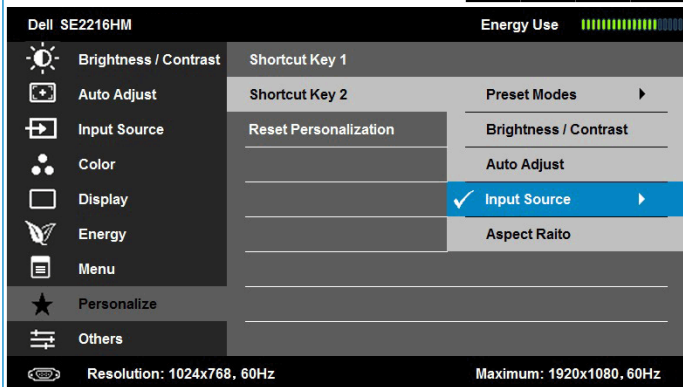 Dell SE2216HM Energy Use
Brightness / Contrast Shortcut Key 1
Auto Adjust Shortcut Key 2 Preset Modes
Input Source Reset Personalization Brightness / Contrast
Color Auto Adjust
Display Input Source
Energy Aspect Raito
Menu
Personalize
Others
Resolution: 1024x768, 60Hz Maximum: 1920x1080, 60Hz